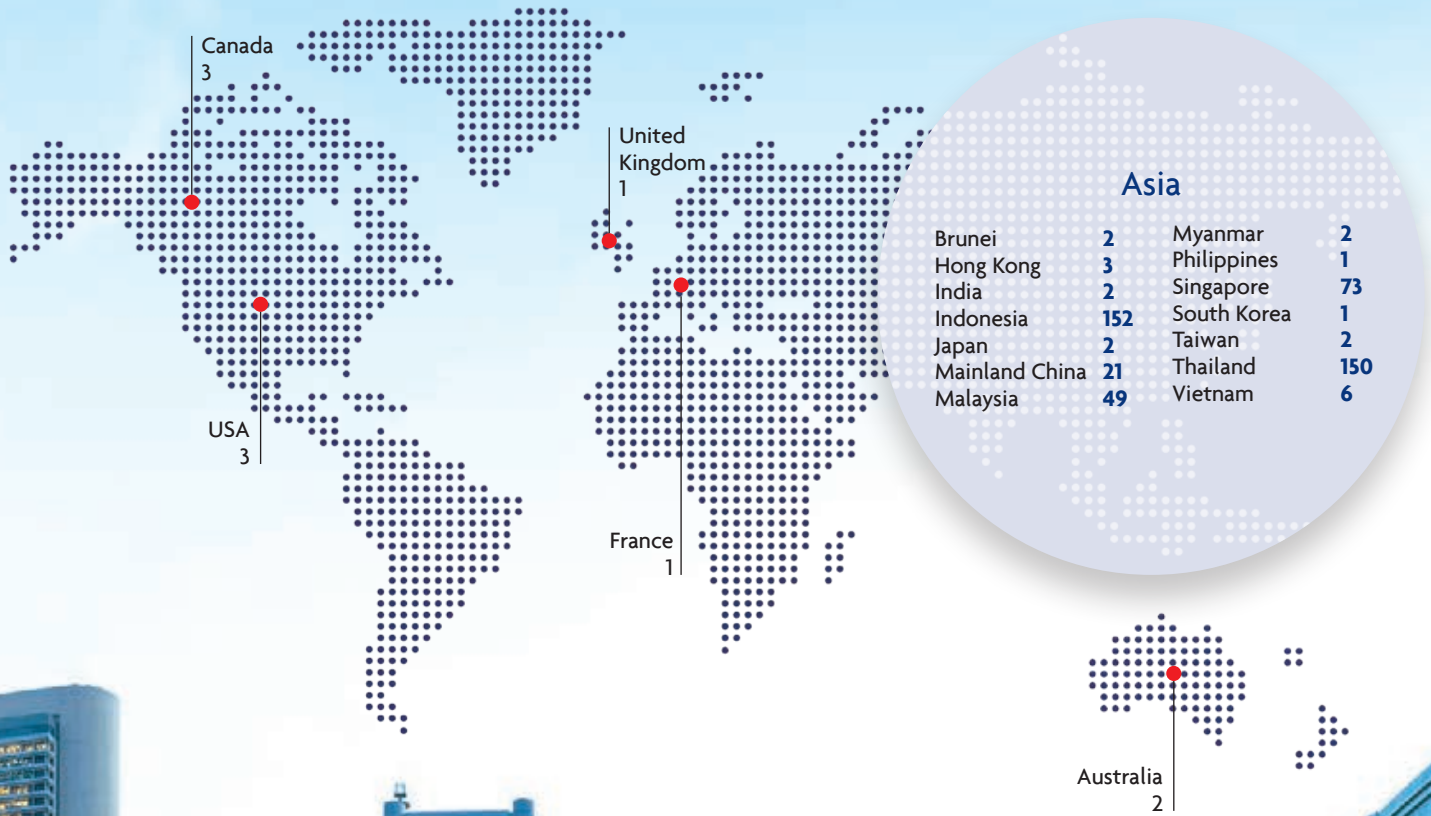 Canada
3
United
Kingdom
1
USA
3
France
1
Asia
Brunei 2
Hong Kong 3
India 2
Indonesia 152
Japan 2
Mainland China 21
Malaysia 49
Myanmar 2
Philippines 1
Singapore 73
South Korea 1
Taiwan 2
Thailand 150
Vietnam 6
Australia
2